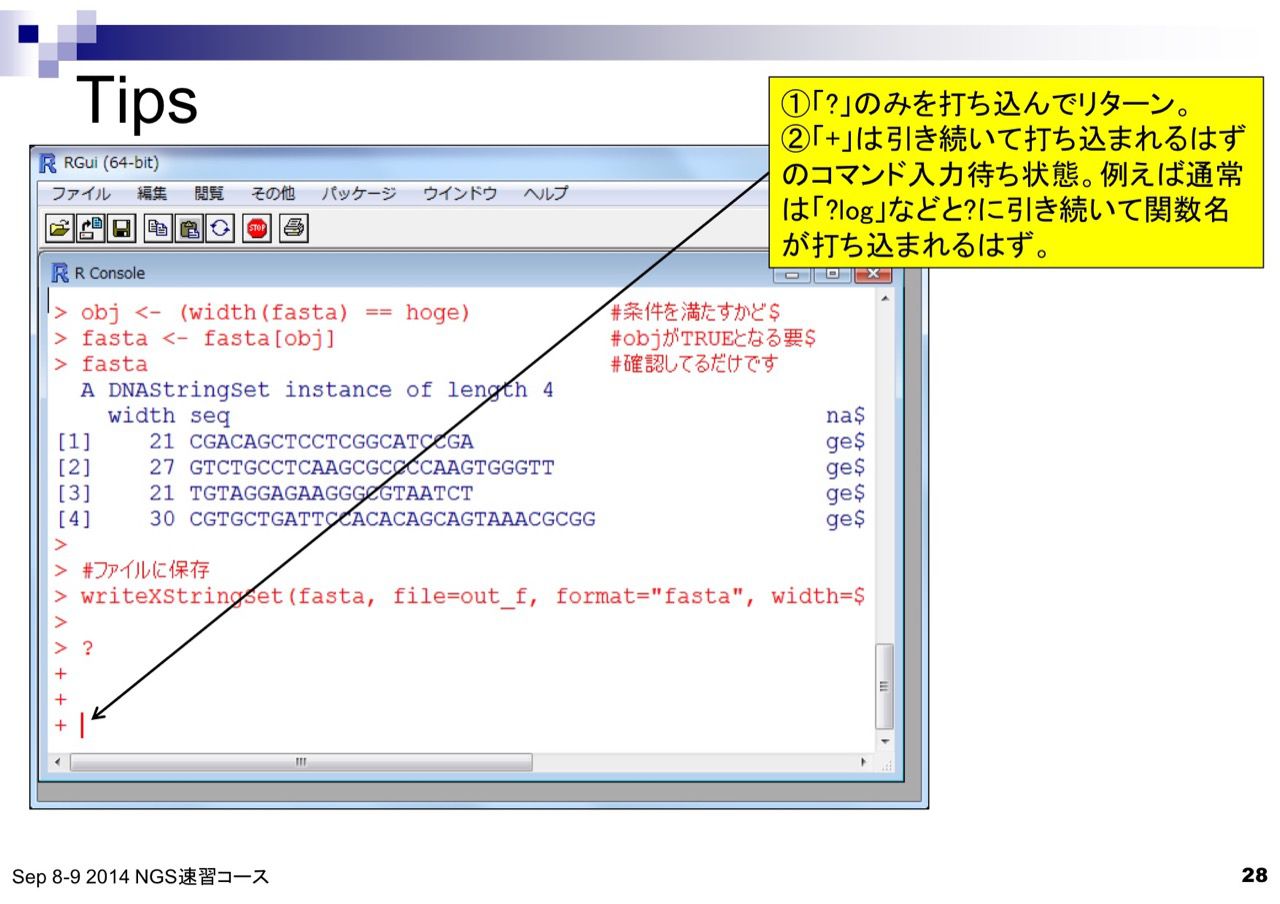 Tips
①「?」のみを打ち込んでリターン。
②「+」は引き続いて打ち込まれるはず
のコマンド入力待ち状態。例えば通常
は「?log」などと?に引き続いて関数名
が打ち込まれるはず。
RGui (64-bit)
ファイル 編集 閲覧 その他 パッケージ ウインドウ ヘルプ
STOP
R Console
> obj <- (width(fasta) == hoge) #条件を満たすかど$
> fasta <- fasta[obj] #objがTRUEとなる要$
> fasta #確認してるだけです
A DNAStringSet instance of length 4
width seq na$
[1] 21 CGACAGCTCCTCGGCATCCGA ge$
[2] 27 GTCTGCCTCAAGCGCCCCAAGTGGGTT ge$
[3] 21 TGTAGGAGAAGGGCGTAATCT ge$
[4] 30 CGTGCTGATTCCACACAGCAGTAAACGCGG ge$
>
> #ファイルに保存
> writeXStringSet(fasta, file=out_f, format="fasta", width=$
>
> ?
+
+
+
Sep 8-9 2014 NGS速習コース
28